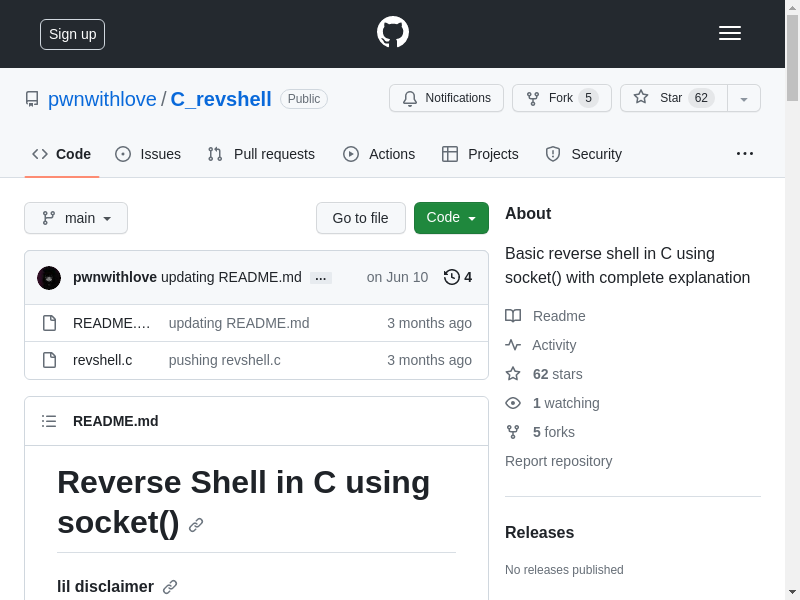 Sign up
pwnwithlove / C_revshell Public
Notifications Fork 5 Star 62
Code Issues Pull requests Actions Projects Security ...
main Go to file Code
pwnwithlove updating README.md ... on Jun 10 4
README.… updating README.md 3 months ago
revshell.c pushing revshell.c 3 months ago
README.md
Reverse Shell in C using
socket()
lil disclaimer
About
Basic reverse shell in C using
socket() with complete explanation
Readme
Activity
62 stars
1 watching
5 forks
Report repository
Releases
No releases published